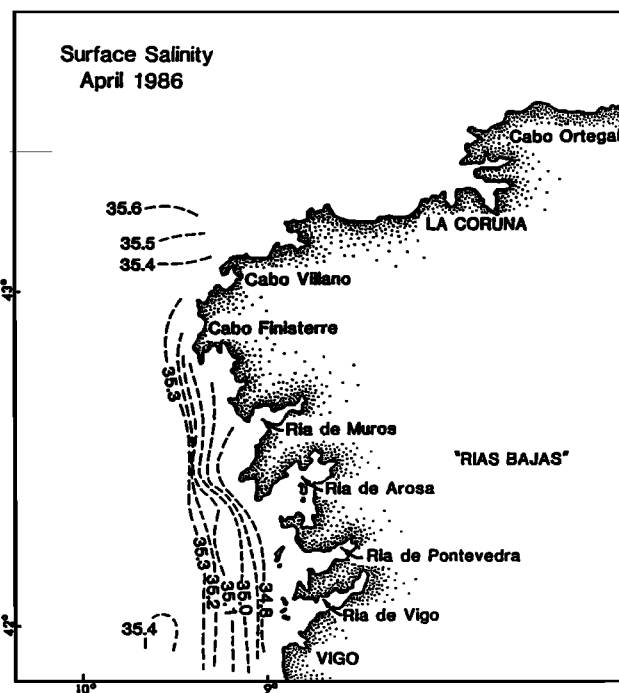 Surface Salinity
April 1986
Cabo Ortegal
35.6
LA CORUNA
35.5
35.4
Cabo Villano
43°
Cabo Finisterre
35.3
Ria de Muros
"RIAS BAJAS"
Ria de Arosa
35.3
35.2
35.1
35.0
34.8
Ria de Pontevedra
Ria de Vigo
42°
35.4
VIGO
10°
9°